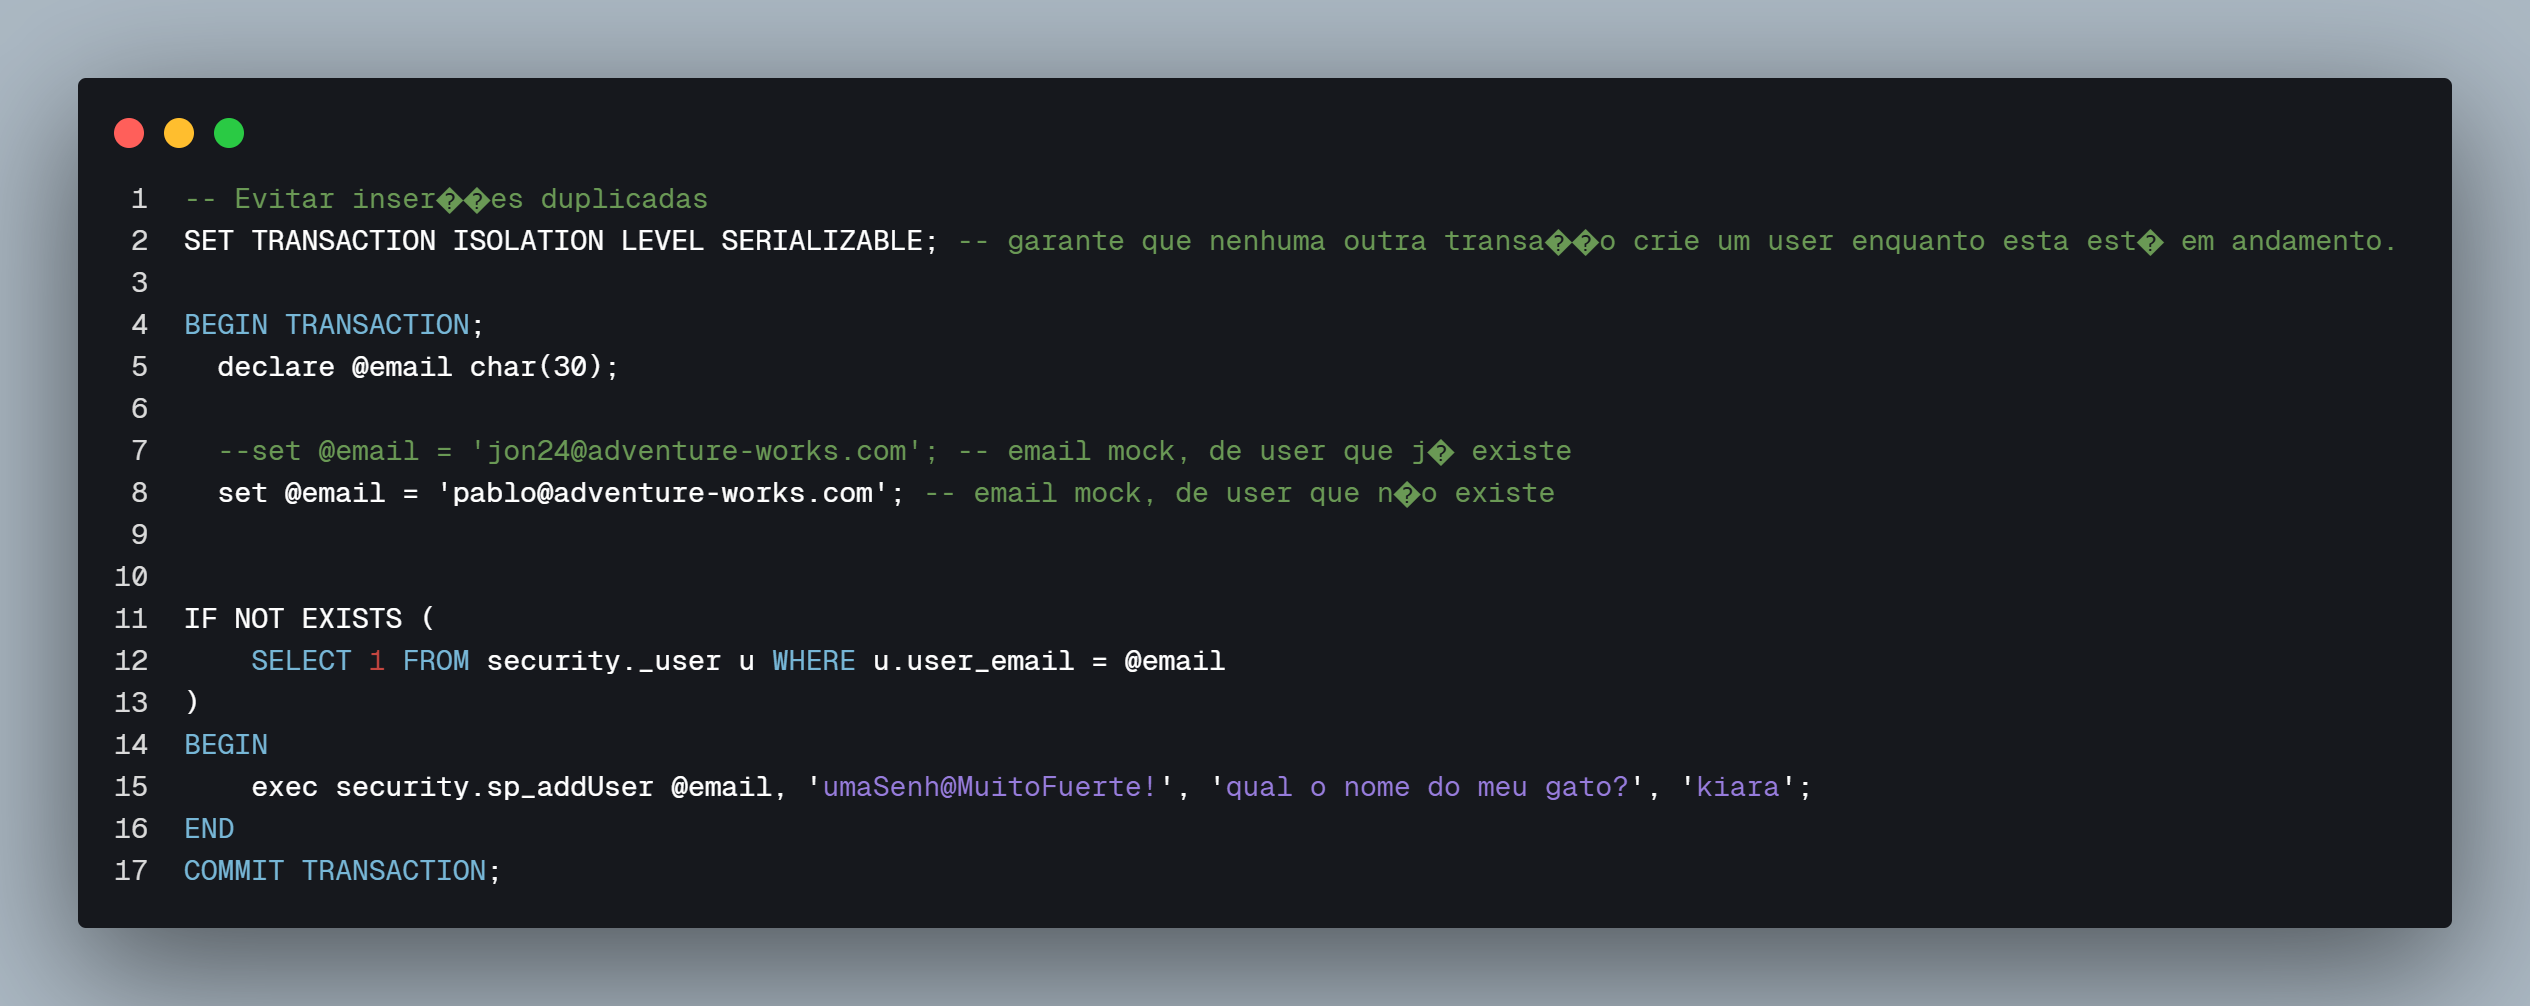 1 -- Evitar inser��es duplicadas
2 SET TRANSACTION ISOLATION LEVEL SERIALIZABLE; -- garante que nenhuma outra transa��o crie um user enquanto esta est� em andamento.
3
4 BEGIN TRANSACTION;
5 declare @email char(30);
6
7 --set @email = 'jon24@adventure-works.com'; -- email mock, de user que j� existe
8 set @email = 'pablo@adventure-works.com'; -- email mock, de user que n�o existe
9
10
11 IF NOT EXISTS (
12 SELECT 1 FROM security._user u WHERE u.user_email = @email
13 )
14 BEGIN
15 exec security.sp_addUser @email, 'umaSenh@MuitoFuerte!', 'qual o nome do meu gato?', 'kiara';
16 END
17 COMMIT TRANSACTION;